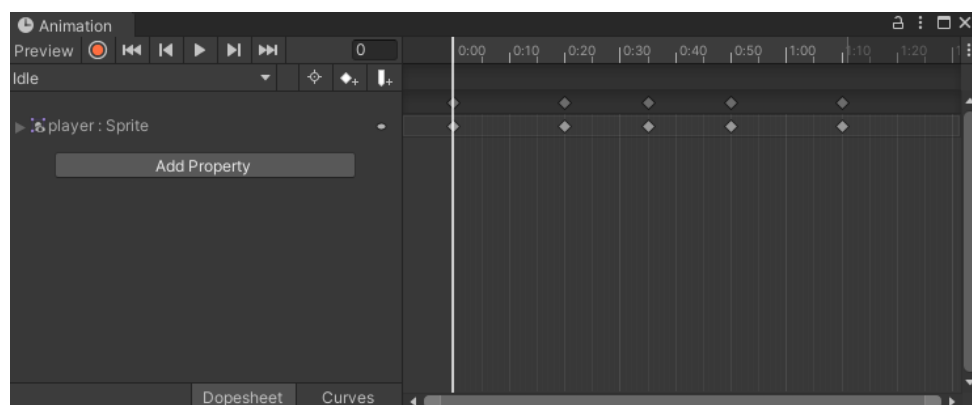 Animation
Preview 0 0:00 0:10 0:20 0:30 0:40 0:50 1:00 1:10 1:20
Idle
player : Sprite
Add Property
Dopesheet Curves